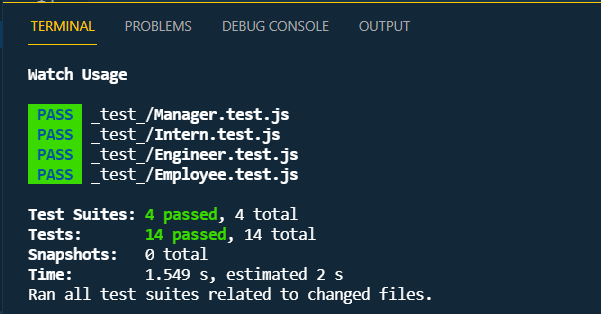 TERMINAL PROBLEMS DEBUG CONSOLE OUTPUT
Watch Usage
PASS _test_/Manager.test.js
PASS _test_/Intern.test.js
PASS _test_/Engineer.test.js
PASS _test_/Employee.test.js
Test Suites: 4 passed, 4 total
Tests: 14 passed, 14 total
Snapshots: 0 total
Time: 1.549 s, estimated 2 s
Ran all test suites related to changed files.